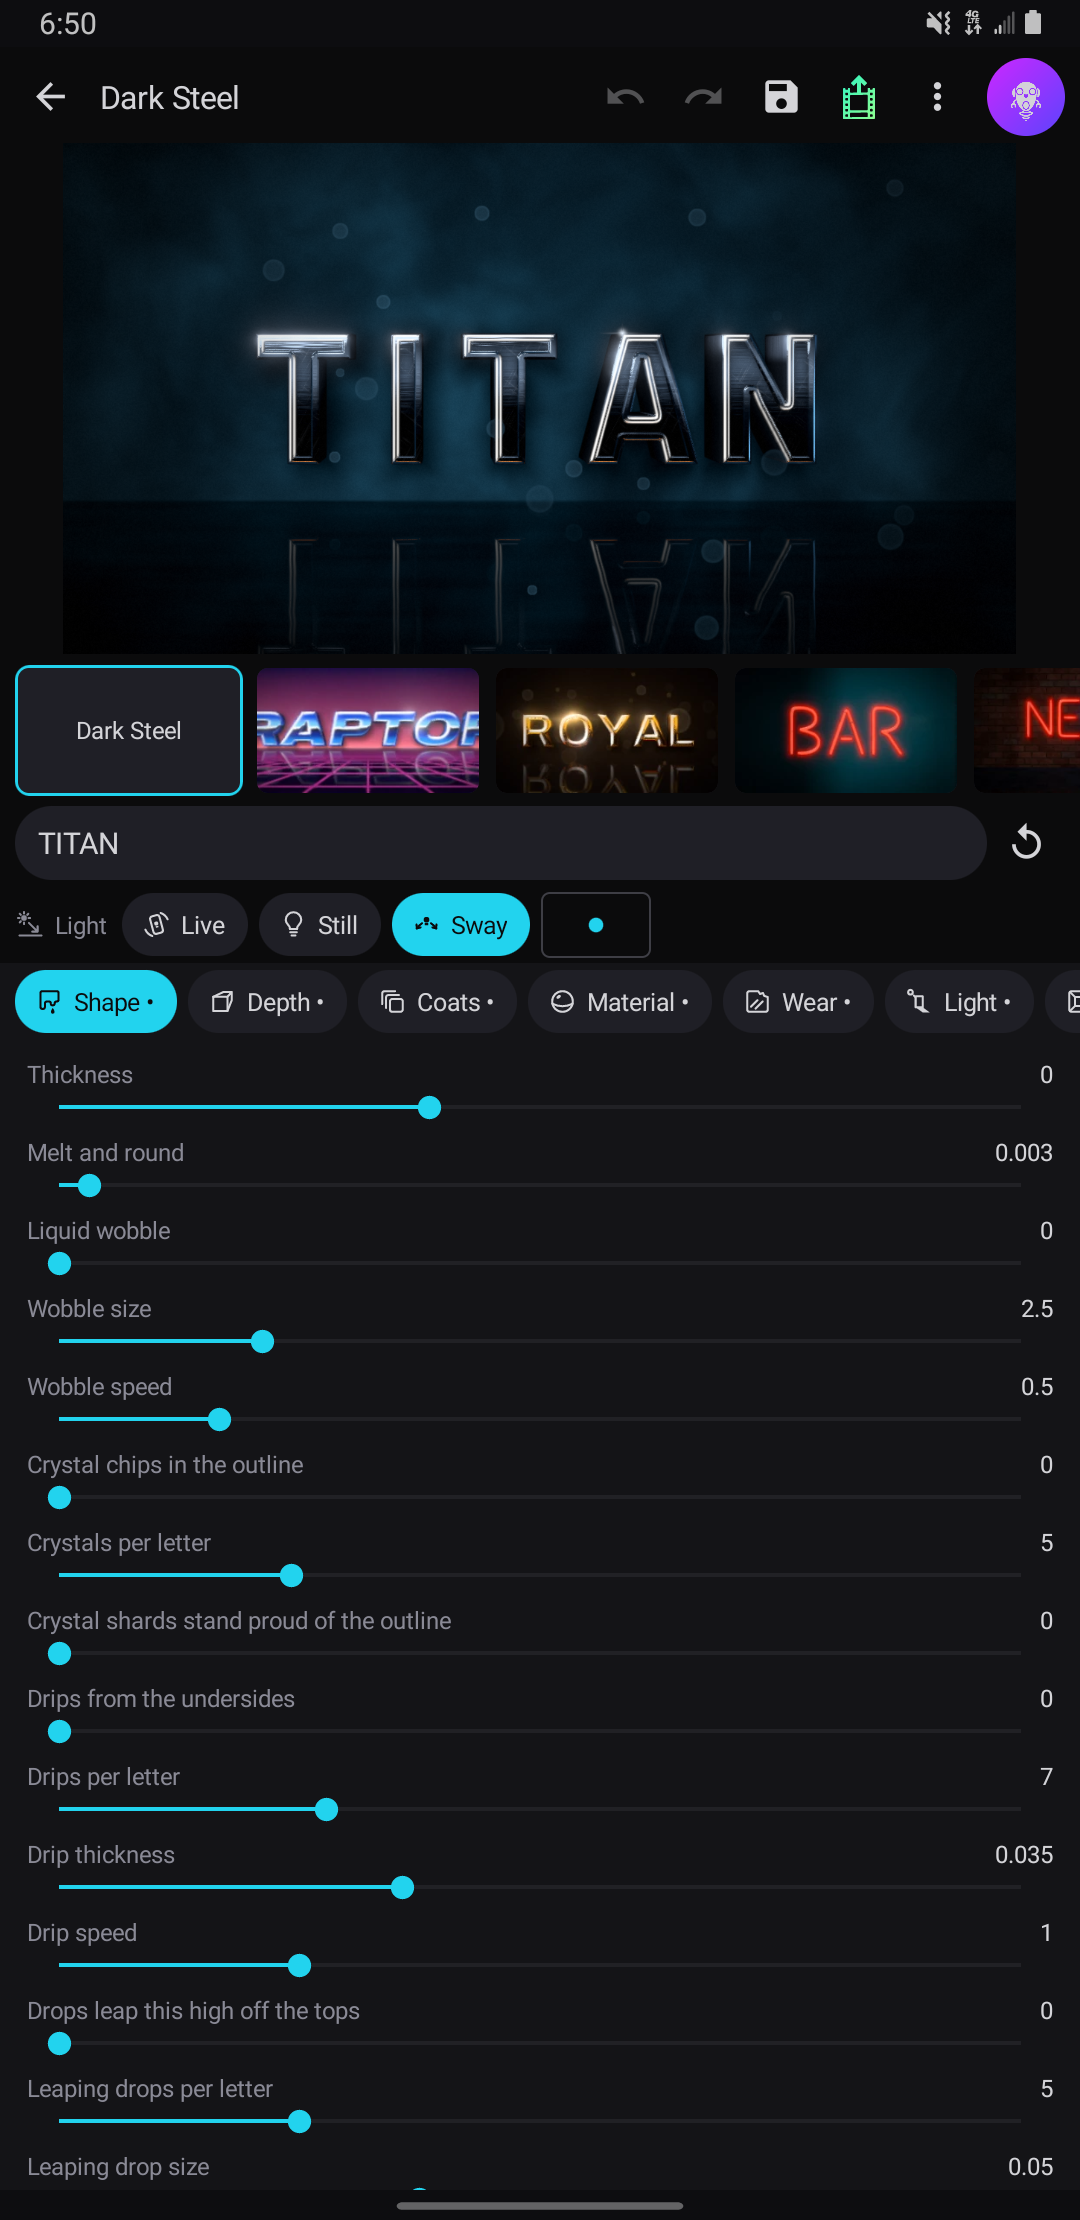 6:50
4G LTE
Dark Steel
TITAN
Dark Steel
RAPTOR
ROYAL
BAR
NE
TITAN
Light
Live
Still
Sway
Shape •
Depth •
Coats •
Material •
Wear •
Light •
Thickness 0
Melt and round 0.003
Liquid wobble 0
Wobble size 2.5
Wobble speed 0.5
Crystal chips in the outline 0
Crystals per letter 5
Crystal shards stand proud of the outline 0
Drips from the undersides 0
Drips per letter 7
Drip thickness 0.035
Drip speed 1
Drops leap this high off the tops 0
Leaping drops per letter 5
Leaping drop size 0.05